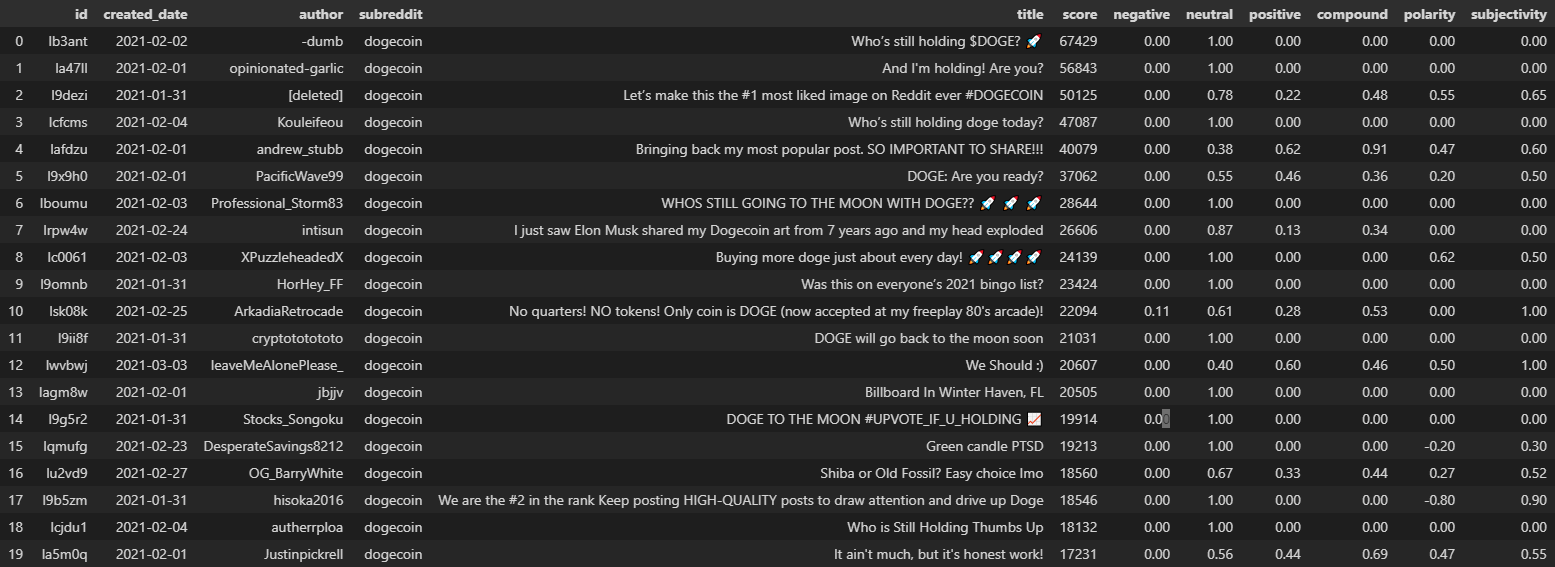 id created_date author subreddit title score negative neutral positive compound polarity subjectivity
0 lb3ant 2021-02-02 -dumb dogecoin Who's still holding $DOGE? 🚀 67429 0.00 1.00 0.00 0.00 0.00 0.00
1 la47ll 2021-02-01 opinionated-garlic dogecoin And I'm holding! Are you? 56843 0.00 1.00 0.00 0.00 0.00 0.00
2 l9dezi 2021-01-31 [deleted] dogecoin Let's make this the #1 most liked image on Reddit ever #DOGECOIN 50125 0.00 0.78 0.22 0.48 0.55 0.65
3 lcfcms 2021-02-04 Kouleifeou dogecoin Who's still holding doge today? 47087 0.00 1.00 0.00 0.00 0.00 0.00
4 lafdzu 2021-02-01 andrew_stubb dogecoin Bringing back my most popular post. SO IMPORTANT TO SHARE!!! 40079 0.00 0.38 0.62 0.91 0.47 0.60
5 l9x9h0 2021-02-01 PacificWave99 dogecoin DOGE: Are you ready? 37062 0.00 0.55 0.46 0.36 0.20 0.50
6 lboumu 2021-02-03 Professional_Storm83 dogecoin WHOS STILL GOING TO THE MOON WITH DOGE?? 🚀 🚀 🚀 28644 0.00 1.00 0.00 0.00 0.00 0.00
7 lrpw4w 2021-02-24 intisun dogecoin I just saw Elon Musk shared my Dogecoin art from 7 years ago and my head exploded 26606 0.00 0.87 0.13 0.34 0.00 0.00
8 lc0061 2021-02-03 XPuzzleheadedX dogecoin Buying more doge just about every day! 🚀🚀🚀🚀 24139 0.00 1.00 0.00 0.00 0.62 0.50
9 l9omnb 2021-01-31 HorHey_FF dogecoin Was this on everyone's 2021 bingo list? 23424 0.00 1.00 0.00 0.00 0.00 0.00
10 lsk08k 2021-02-25 ArkadiaRetrocade dogecoin No quarters! NO tokens! Only coin is DOGE (now accepted at my freeplay 80's arcade)! 22094 0.11 0.61 0.28 0.53 0.00 1.00
11 l9ii8f 2021-01-31 cryptototototo dogecoin DOGE will go back to the moon soon 21031 0.00 1.00 0.00 0.00 0.00 0.00
12 lwvbwj 2021-03-03 leaveMeAlonePlease_ dogecoin We Should :) 20607 0.00 0.40 0.60 0.46 0.50 1.00
13 lagm8w 2021-02-01 jbjjv dogecoin Billboard In Winter Haven, FL 20505 0.00 1.00 0.00 0.00 0.00 0.00
14 l9g5r2 2021-01-31 Stocks_Songoku dogecoin DOGE TO THE MOON #UPVOTE_IF_U_HOLDING 📈 19914 0.00 1.00 0.00 0.00 0.00 0.00
15 lqmufg 2021-02-23 DesperateSavings8212 dogecoin Green candle PTSD 19213 0.00 1.00 0.00 0.00 -0.20 0.30
16 lu2vd9 2021-02-27 OG_BarryWhite dogecoin Shiba or Old Fossil? Easy choice Imo 18560 0.00 0.67 0.33 0.44 0.27 0.52
17 l9b5zm 2021-01-31 hisoka2016 dogecoin We are the #2 in the rank Keep posting HIGH-QUALITY posts to draw attention and drive up Doge 18546 0.00 1.00 0.00 0.00 -0.80 0.90
18 lcjdu1 2021-02-04 autherrploa dogecoin Who is Still Holding Thumbs Up 18132 0.00 1.00 0.00 0.00 0.00 0.00
19 la5m0q 2021-02-01 Justinpickrell dogecoin It ain't much, but it's honest work! 17231 0.00 0.56 0.44 0.69 0.47 0.55